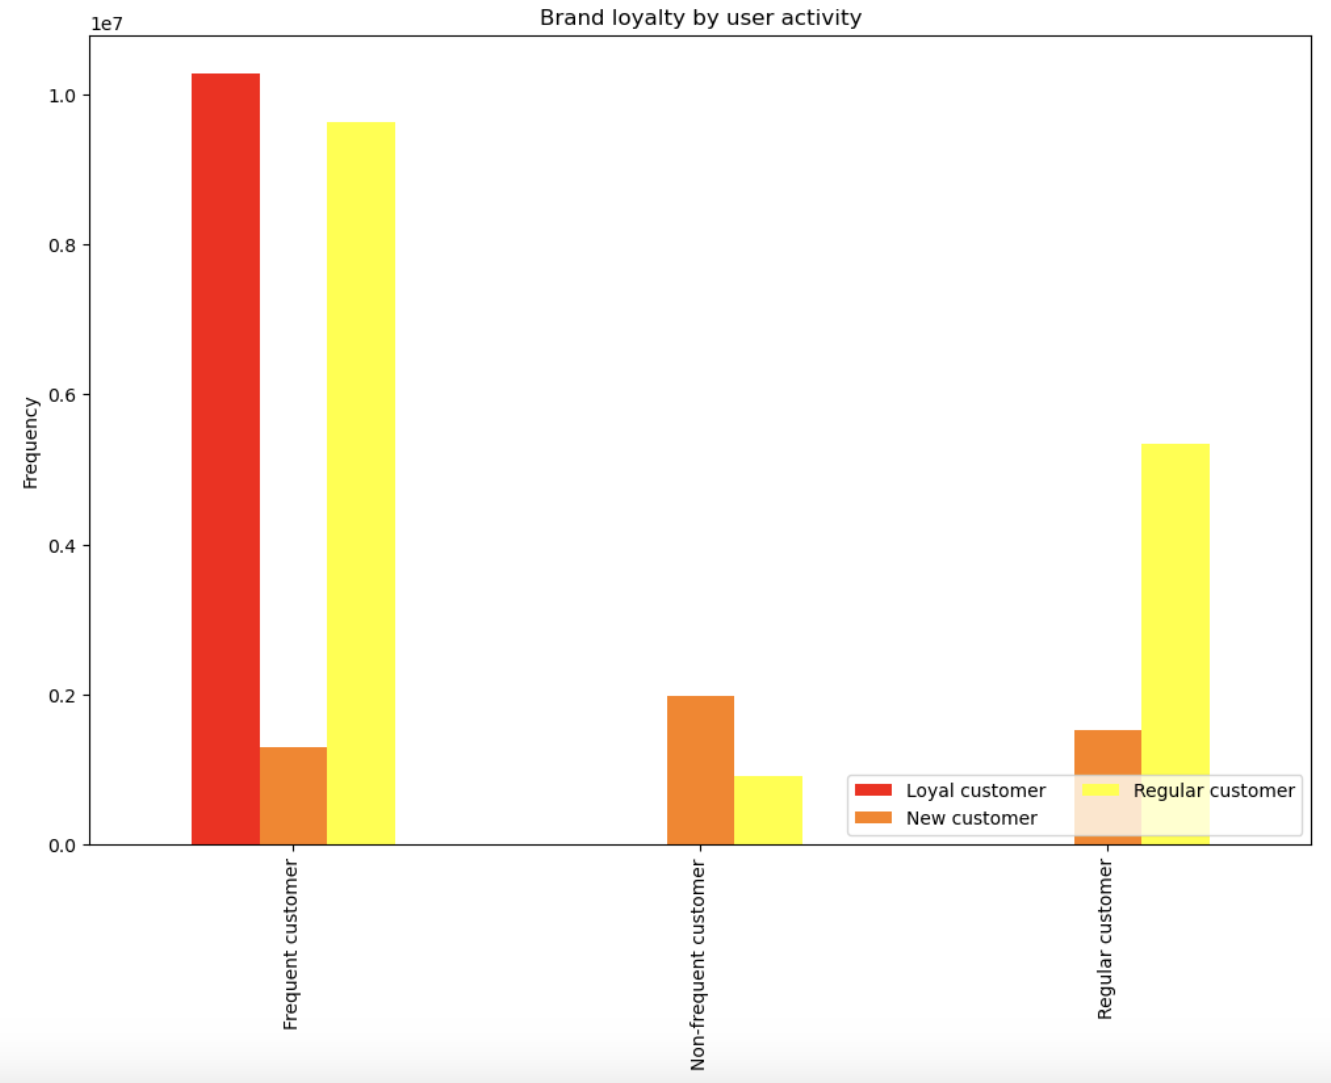 Brand loyalty by user activity
1e7
1.0
0.8
0.6
0.4
0.2
0.0
Frequency
Loyal customer
New customer
Regular customer
Frequent customer
Non-frequent customer
Regular customer